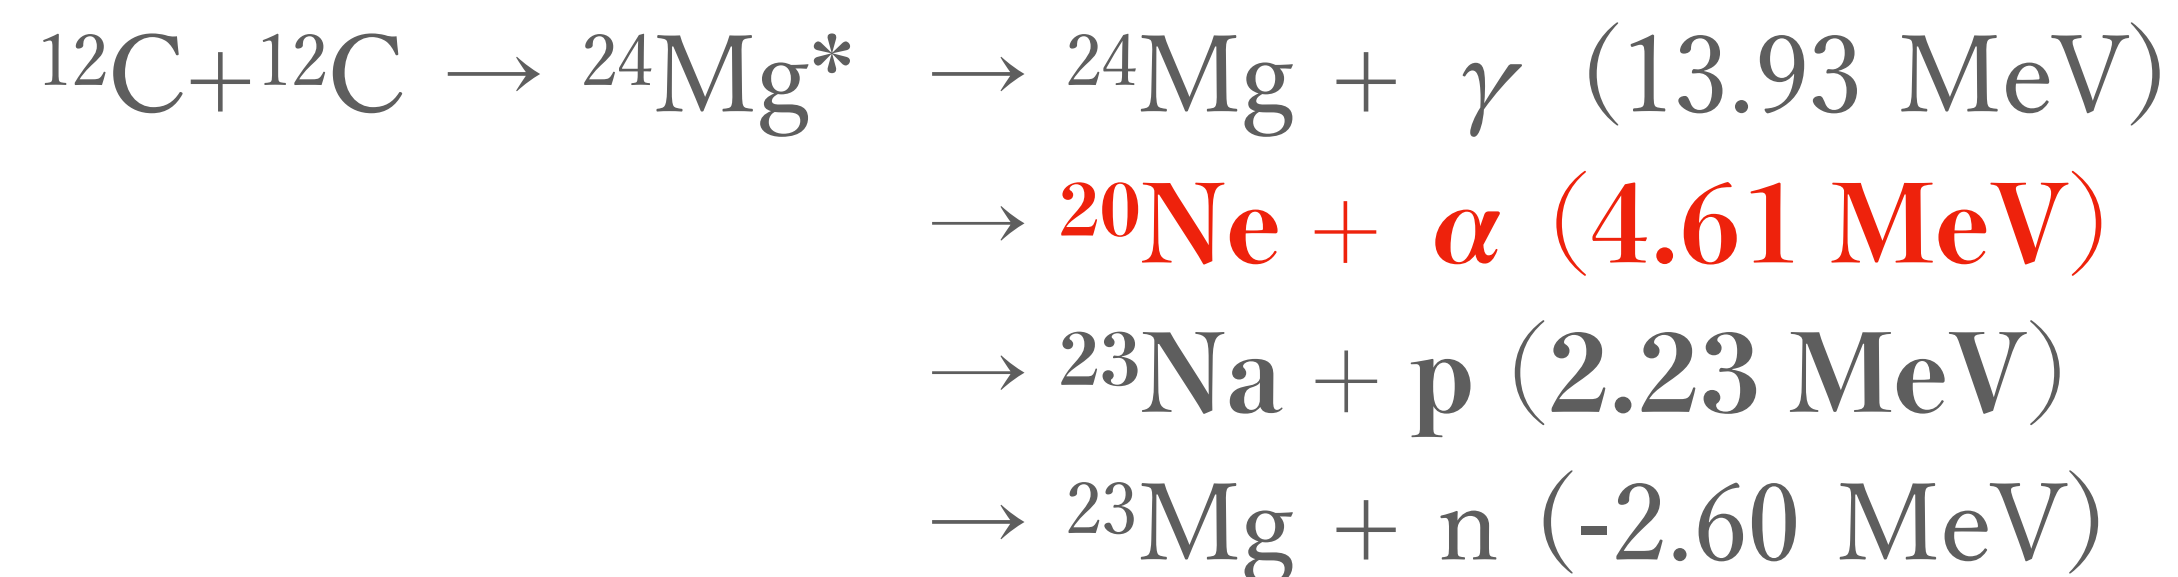 ¹²C+¹²C → ²⁴Mg* → ²⁴Mg + γ (13.93 MeV)
→ ²⁰Ne + α (4.61 MeV)
→ ²³Na + p (2.23 MeV)
→ ²³Mg + n (-2.60 MeV)